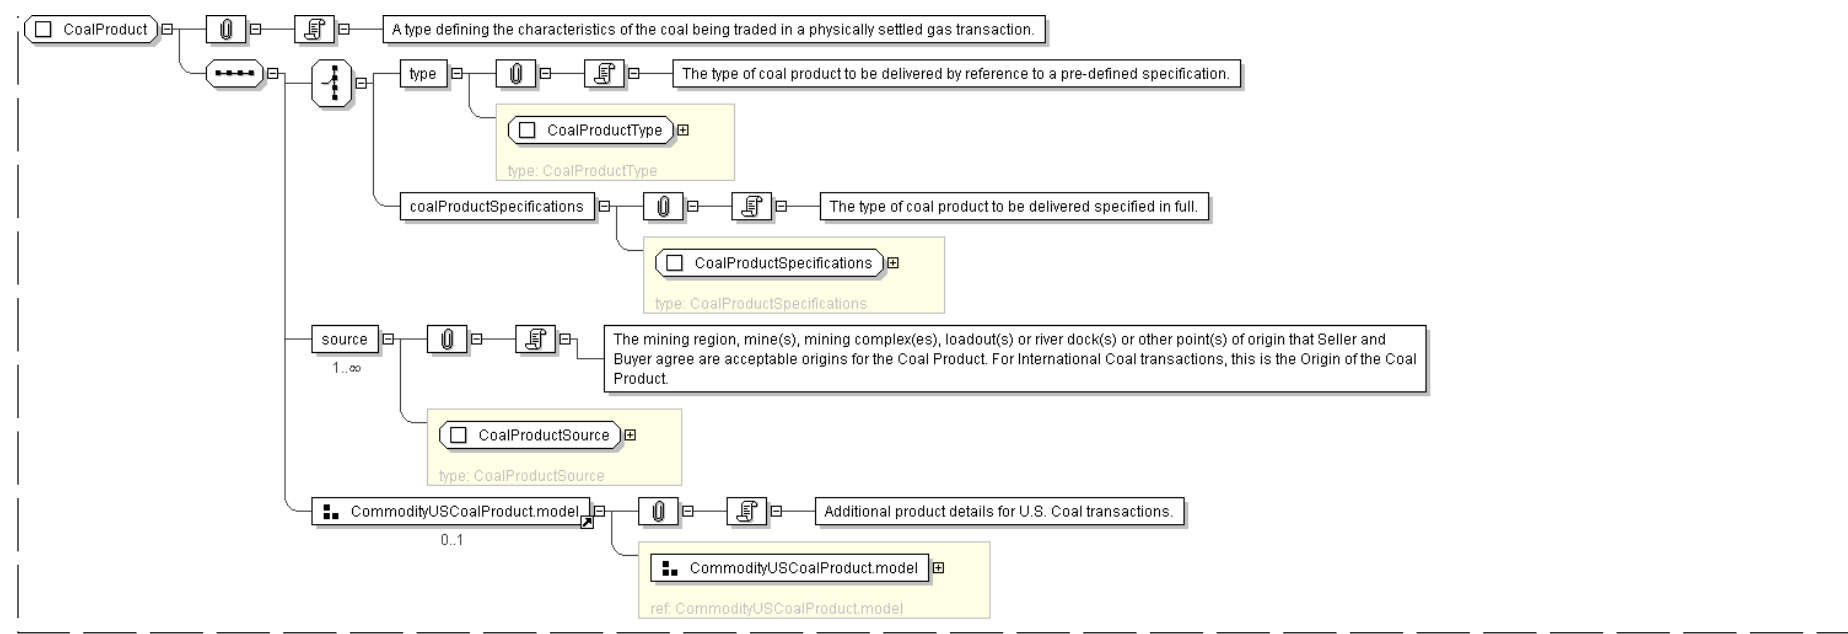 CoalProduct
A type defining the characteristics of the coal being traded in a physically settled gas transaction.
type
The type of coal product to be delivered by reference to a pre-defined specification.
CoalProductType
type: CoalProductType
coalProductSpecifications
The type of coal product to be delivered specified in full.
CoalProductSpecifications
type: CoalProductSpecifications
source
1..∞
The mining region, mine(s), mining complex(es), loadout(s) or river dock(s) or other point(s) of origin that Seller and
Buyer agree are acceptable origins for the Coal Product. For International Coal transactions, this is the Origin of the Coal
Product.
CoalProductSource
type: CoalProductSource
CommodityUSCoalProduct.model
0..1
Additional product details for U.S. Coal transactions.
CommodityUSCoalProduct.model
ref: CommodityUSCoalProduct.model